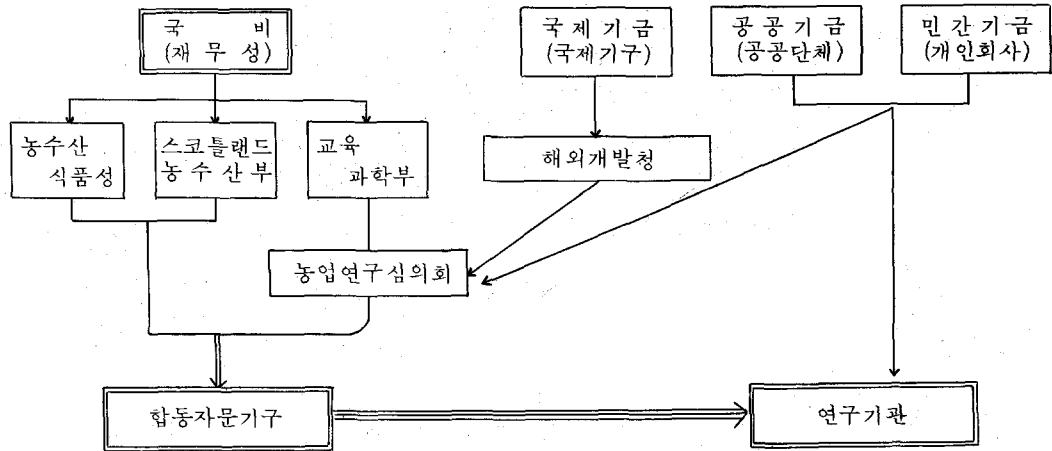 국 비
(재 무 성)
국 제 기 금
(국제기구)
공 공 기 금
(공공단체)
민 간 기 금
(개인회사)
농수산
식품성
스코틀랜드
농 수 산 부
교육
과학부
해외개발청
농업연구심의회
합동자문기구
연구기관